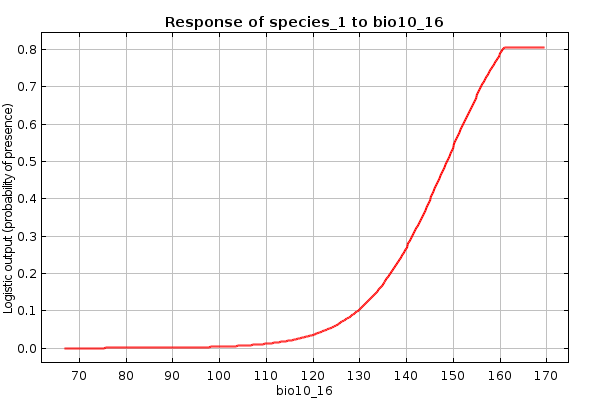 Response of species_1 to bio10_16
Logistic output (probability of presence)
0.8
0.7
0.6
0.5
0.4
0.3
0.2
0.1
0.0
70 80 90 100 110 120 130 140 150 160 170
bio10_16